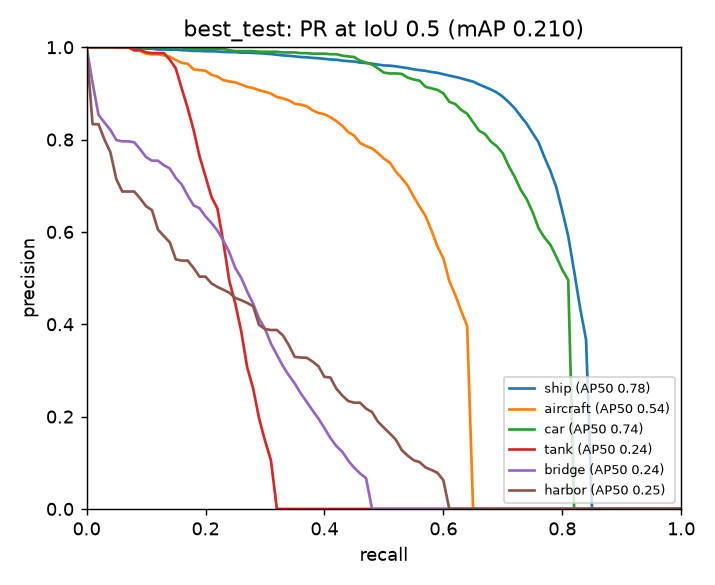 best_test: PR at IoU 0.5 (mAP 0.210)
1.0
0.8
0.6
0.4
0.2
0.0
precision
ship (AP50 0.78)
aircraft (AP50 0.54)
car (AP50 0.74)
tank (AP50 0.24)
bridge (AP50 0.24)
harbor (AP50 0.25)
0.0 0.2 0.4 0.6 0.8 1.0
recall